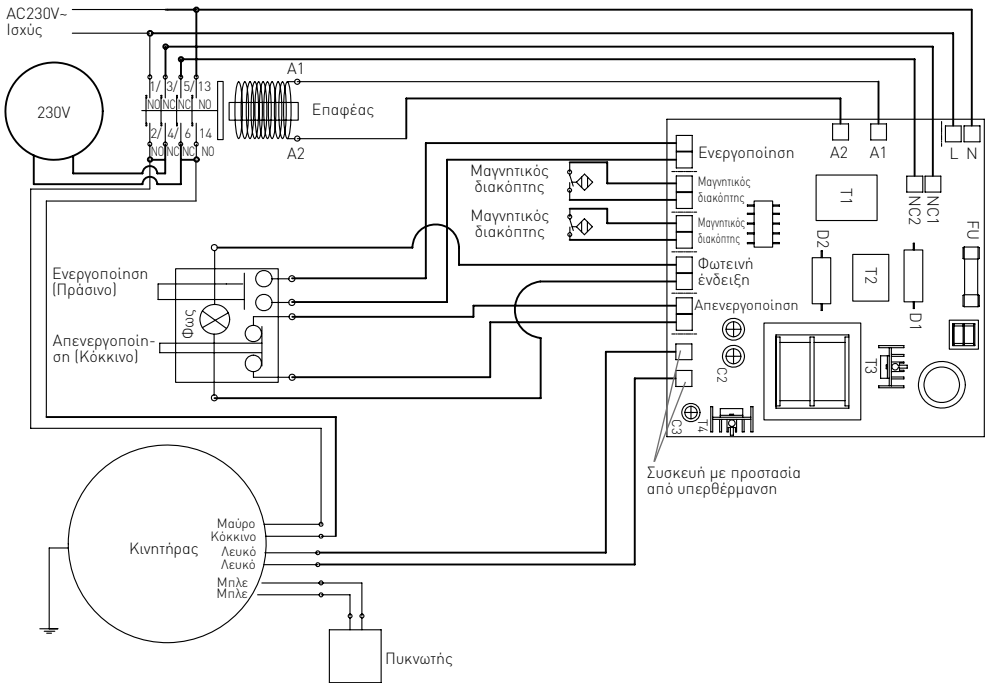 AC230V~
Ισχύς
230V
1/ 3/ 5/ 13
NO NC NC NO
2/ 4/ 6 14
NO NC NC NO
A1
Επαφέας
A2
A2 A1
L N
NC2 NC1
Ενεργοποίηση
Μαγνητικός
διακόπτης
Μαγνητικός
διακόπτης
Μαγνητικός
διακόπτης
Μαγνητικός
διακόπτης
Φωτεινή
ένδειξη
Απενεργοποίηση
T1
D2
T2
D1
FU
C2
T3
C3
T4
Ενεργοποίηση
(Πράσινο)
Φως
Απενεργοποίη-
ση (Κόκκινο)
Συσκευή με προστασία
από υπερθέρμανση
Κινητήρας
Μαύρο
Κόκκινο
Λευκό
Λευκό
Μπλε
Μπλε
Πυκνωτής